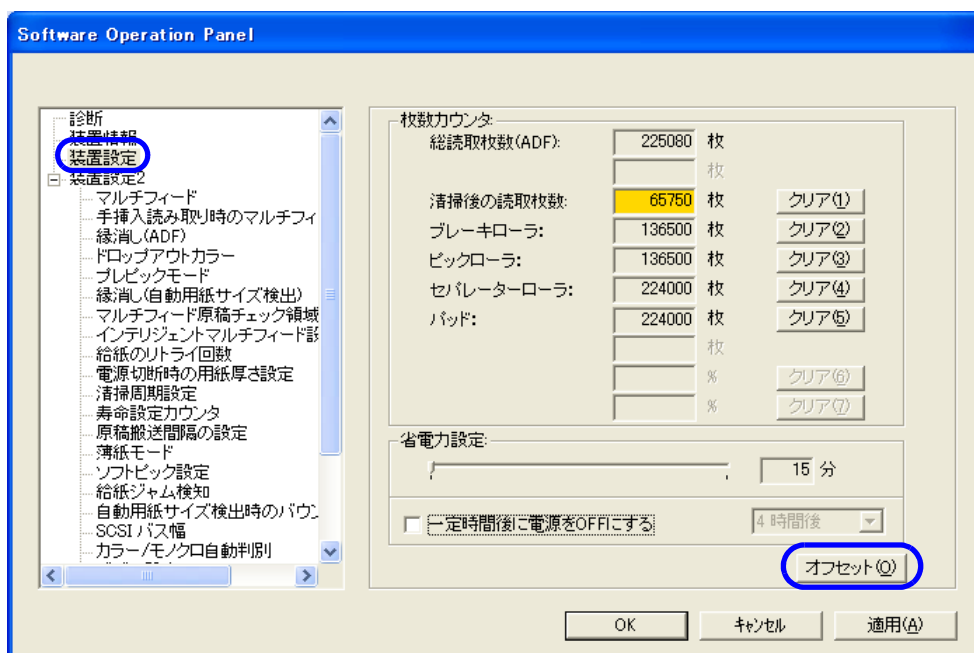 Software Operation Panel
診断
装置情報
装置設定
装置設定2
マルチフィード
手挿入読み取り時のマルチフィ
縁消し(ADF)
ドロップアウトカラー
プレピックモード
縁消し(自動用紙サイズ検出)
マルチフィード原稿チェック領域
インテリジェントマルチフィード設
給紙のリトライ回数
電源切断時の用紙厚さ設定
清掃周期設定
寿命設定カウンタ
原稿搬送間隔の設定
薄紙モード
ソフトピック設定
給紙ジャム検知
自動用紙サイズ検出時のバウン
SCSI バス幅
カラー/モノクロ自動判別
枚数カウンタ:
総読取枚数(ADF): 225080 枚
枚
清掃後の読取枚数: 65750 枚 クリア(1)
ブレーキローラ: 136500 枚 クリア(2)
ピックローラ: 136500 枚 クリア(3)
セパレーターローラ: 224000 枚 クリア(4)
パッド: 224000 枚 クリア(5)
枚
% クリア(6)
% クリア(7)
省電力設定:
15 分
一定時間後に電源をOFFにする 4 時間後
オフセット(O)
OK キャンセル 適用(A)